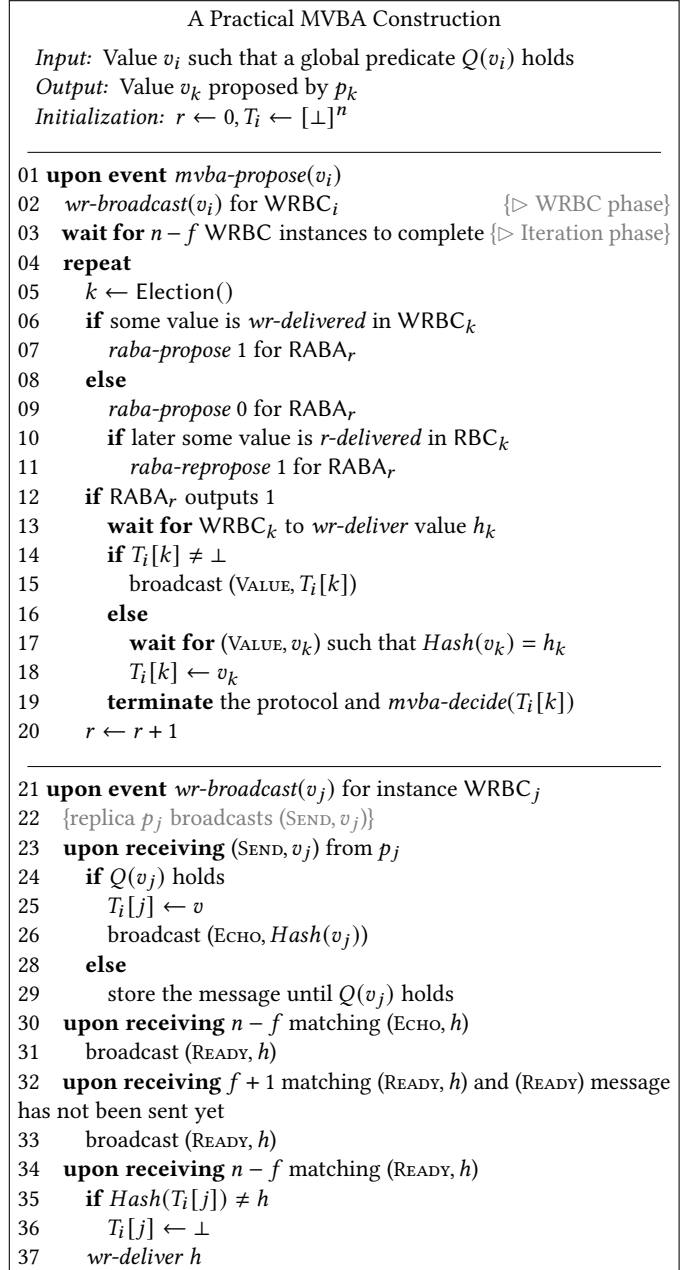 A Practical MVBA Construction
Input: Value v_i such that a global predicate Q(v_i) holds
Output: Value v_k proposed by p_k
Initialization: r ← 0, T_i ← [⊥]^n
01 upon event mvba-propose(v_i)
02 wr-broadcast(v_i) for WRBC_i {▷ WRBC phase}
03 wait for n − f WRBC instances to complete {▷ Iteration phase}
04 repeat
05 k ← Election()
06 if some value is wr-delivered in WRBC_k
07 raba-propose 1 for RABA_r
08 else
09 raba-propose 0 for RABA_r
10 if later some value is r-delivered in RBC_k
11 raba-repropose 1 for RABA_r
12 if RABA_r outputs 1
13 wait for WRBC_k to wr-deliver value h_k
14 if T_i[k] ≠ ⊥
15 broadcast (VALUE, T_i[k])
16 else
17 wait for (VALUE, v_k) such that Hash(v_k) = h_k
18 T_i[k] ← v_k
19 terminate the protocol and mvba-decide(T_i[k])
20 r ← r + 1
21 upon event wr-broadcast(v_j) for instance WRBC_j
22 {replica p_j broadcasts (SEND, v_j)}
23 upon receiving (SEND, v_j) from p_j
24 if Q(v_j) holds
25 T_i[j] ← v
26 broadcast (ECHO, Hash(v_j))
28 else
29 store the message until Q(v_j) holds
30 upon receiving n − f matching (ECHO, h)
31 broadcast (READY, h)
32 upon receiving f + 1 matching (READY, h) and (READY) message
has not been sent yet
33 broadcast (READY, h)
34 upon receiving n − f matching (READY, h)
35 if Hash(T_i[j]) ≠ h
36 T_i[j] ← ⊥
37 wr-deliver h